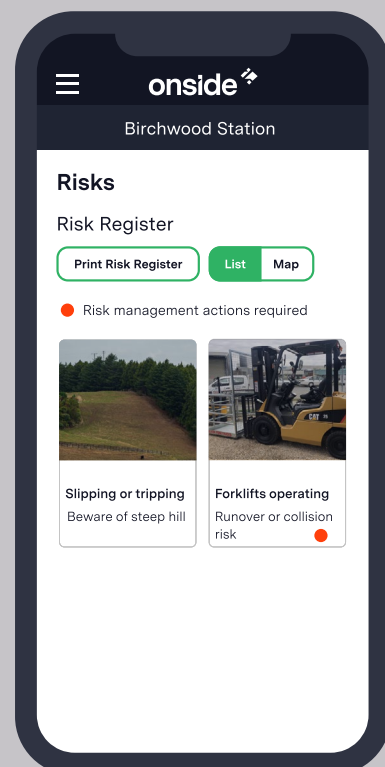 onside
Birchwood Station
Risks
Risk Register
Print Risk Register
List
Map
Risk management actions required
CAT
Slipping or tripping
Beware of steep hill
Forklifts operating
Runover or collision
risk